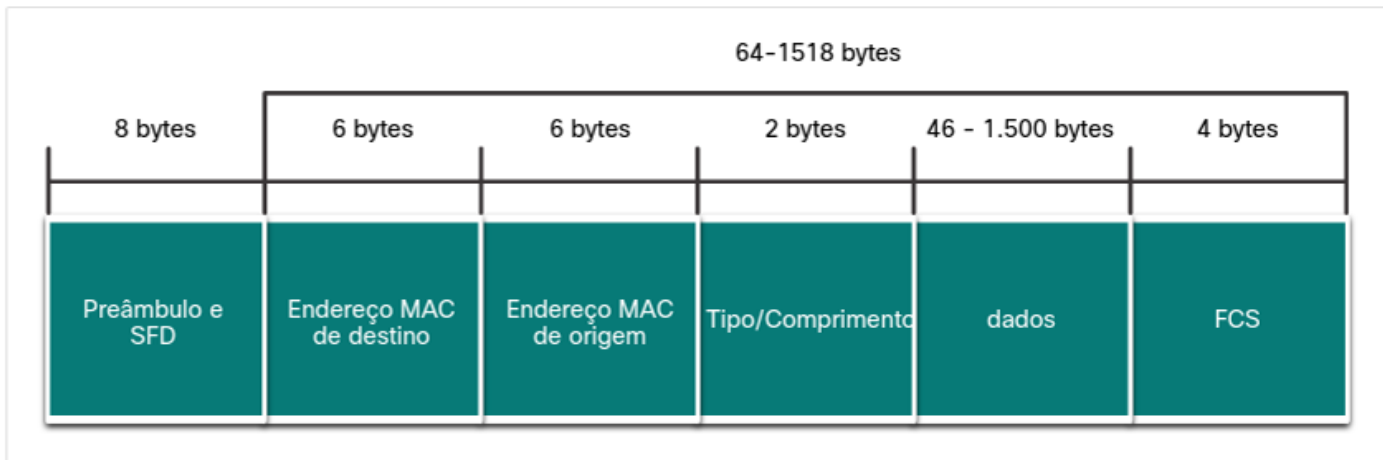 64-1518 bytes
8 bytes
6 bytes
6 bytes
2 bytes
46 - 1.500 bytes
4 bytes
Preâmbulo e
SFD
Endereço MAC
de destino
Endereço MAC
de origem
Tipo/Comprimento
dados
FCS